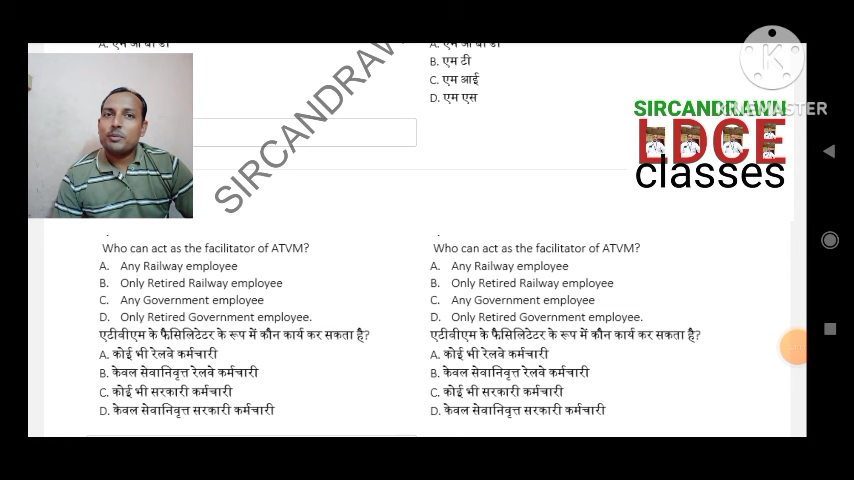 B. एम टी
C. एम आई
D. एम एस
SIRCANDRAWN
KINEMASTER
SIRCANDRAWN
LDCE
classes
Who can act as the facilitator of ATVM?
A. Any Railway employee
B. Only Retired Railway employee
C. Any Government employee
D. Only Retired Government employee.
एटीवीएम के फैसिलिटेटर के रूप में कौन कार्य कर सकता है?
A. कोई भी रेलवे कर्मचारी
B. केवल सेवानिवृत्त रेलवे कर्मचारी
C. कोई भी सरकारी कर्मचारी
D. केवल सेवानिवृत्त सरकारी कर्मचारी
Who can act as the facilitator of ATVM?
A. Any Railway employee
B. Only Retired Railway employee
C. Any Government employee
D. Only Retired Government employee.
एटीवीएम के फैसिलिटेटर के रूप में कौन कार्य कर सकता है?
A. कोई भी रेलवे कर्मचारी
B. केवल सेवानिवृत्त रेलवे कर्मचारी
C. कोई भी सरकारी कर्मचारी
D. केवल सेवानिवृत्त सरकारी कर्मचारी